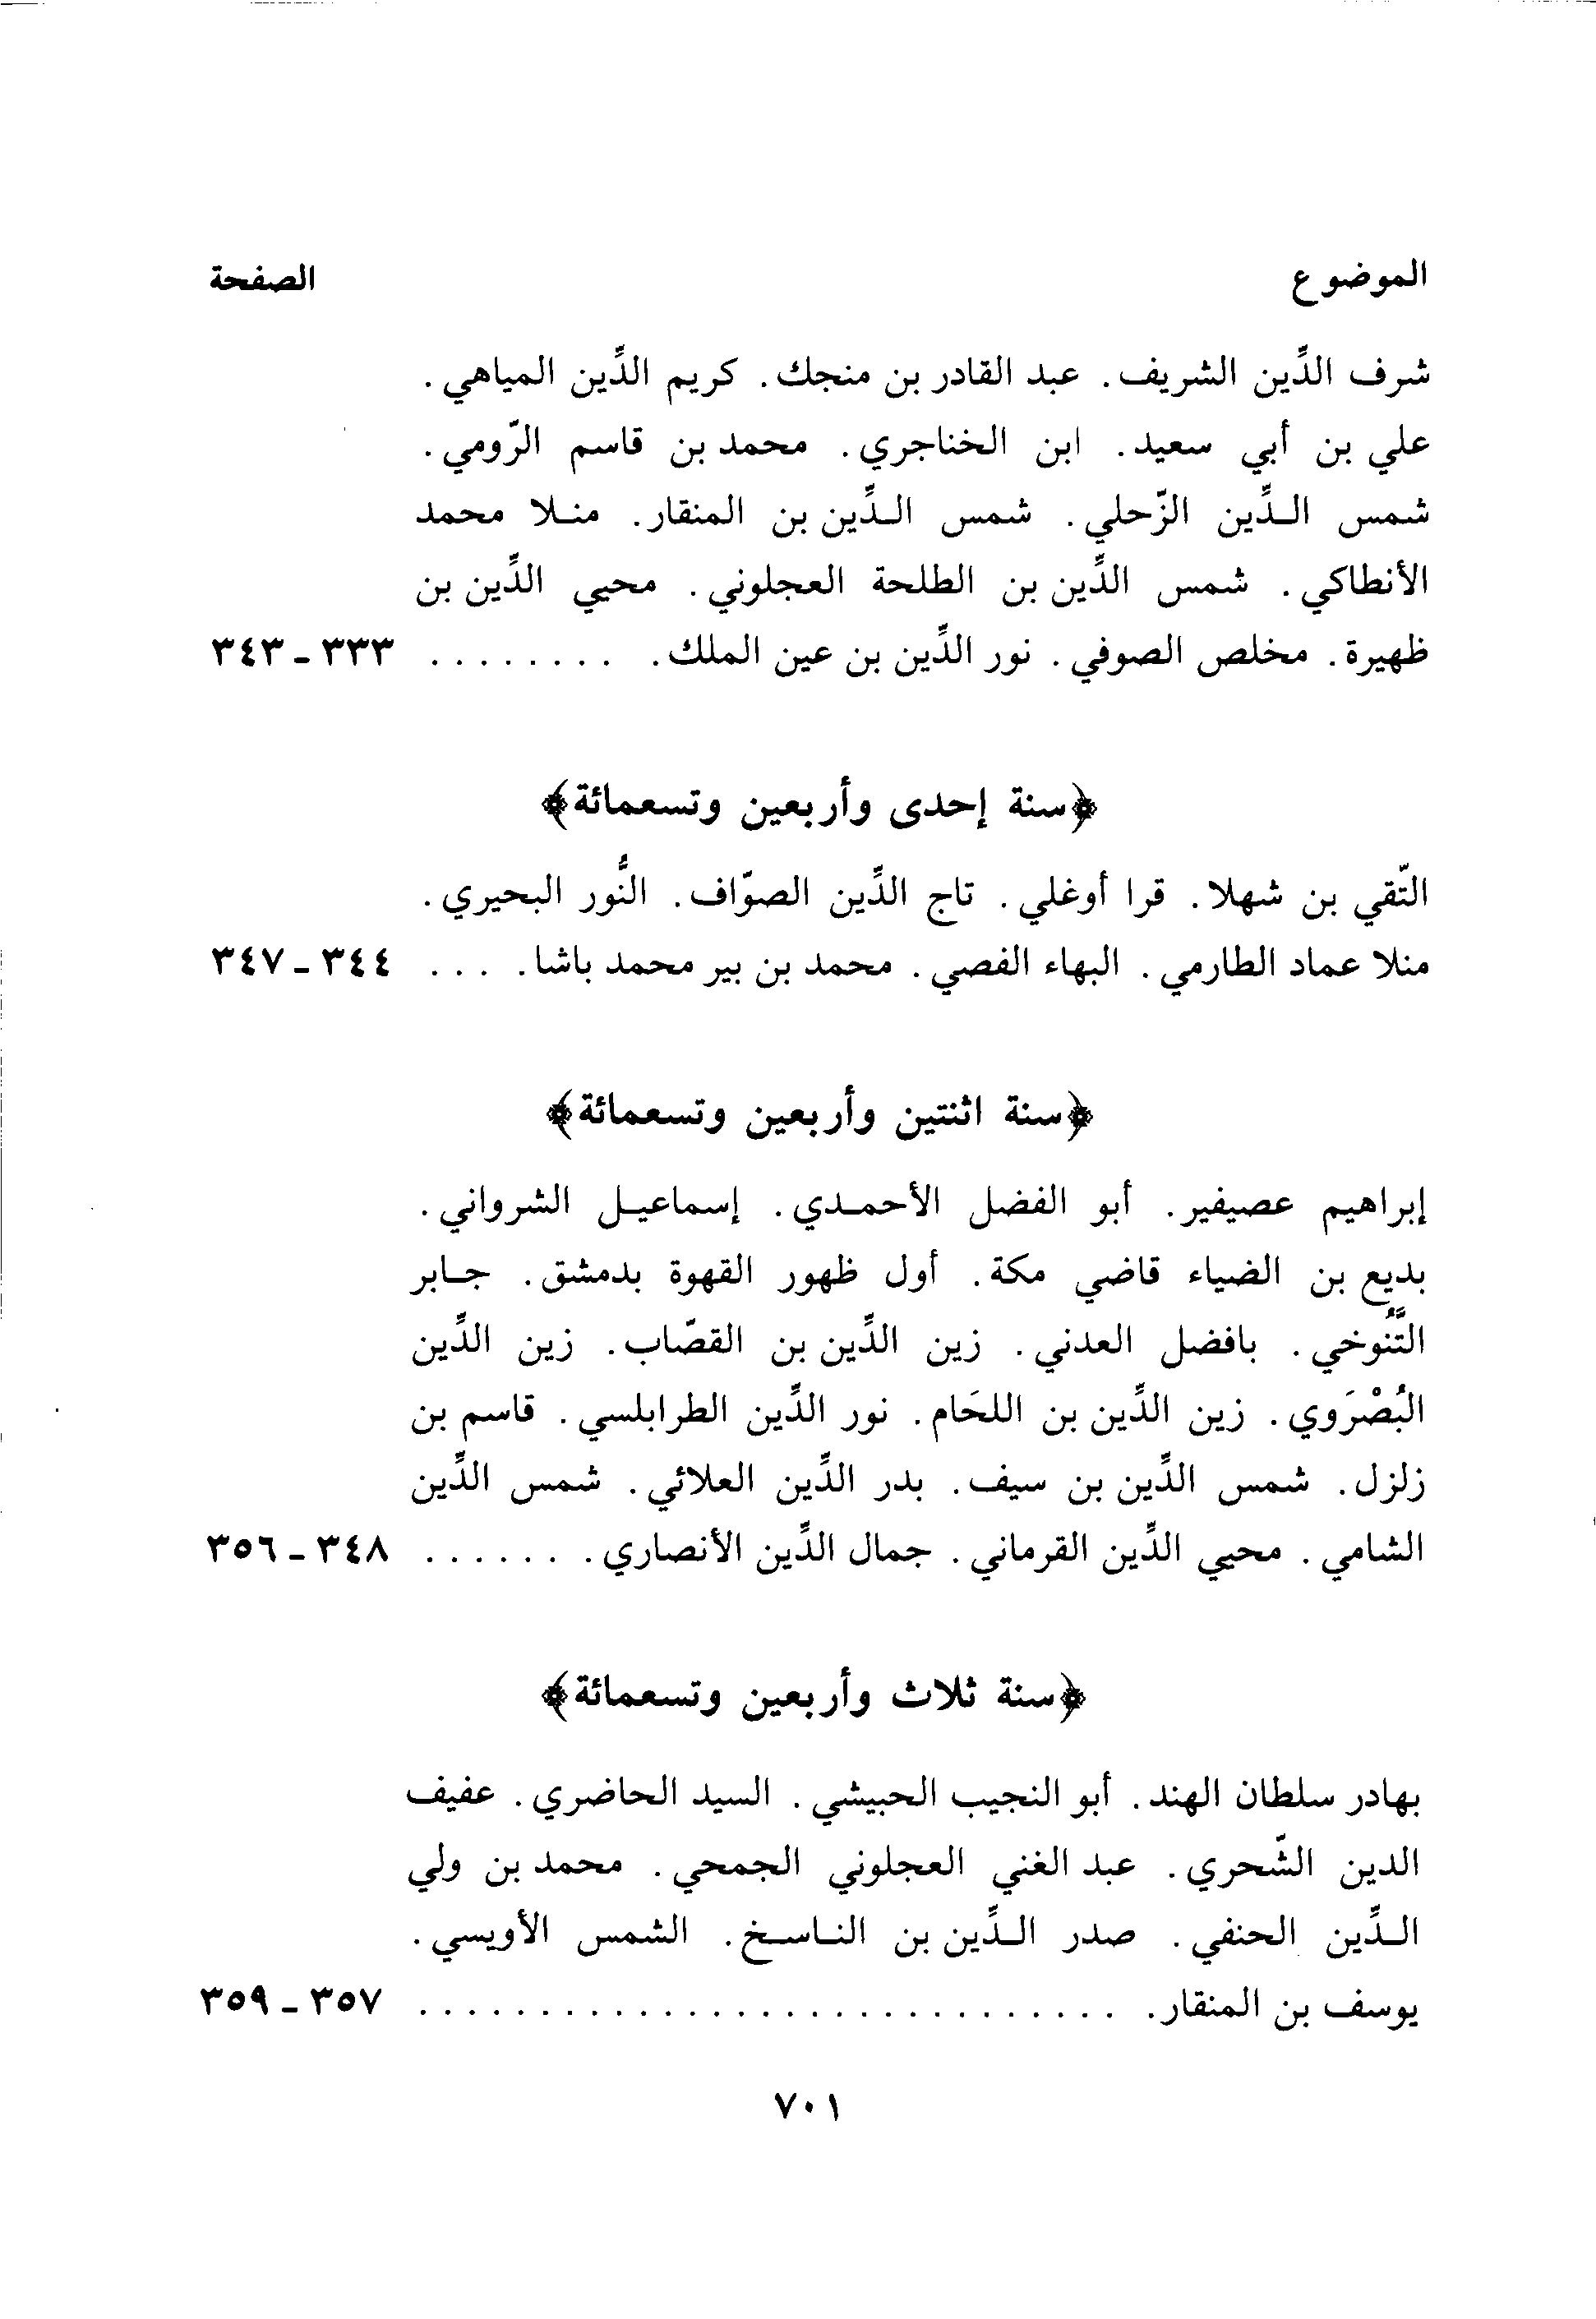 الموضوع الصفحة
شرف الدِّين الشريف. عبد القادر بن منجك. كريم الدِّين المياهي.
علي بن أبي سعيد. ابن الخناجري. محمد بن قاسم الرّومي.
شمس الـدِّين الزّحلي. شمس الـدِّين بن المنقار. منـلا محمد
الأنطاكي. شمس الدِّين بن الطلحة العجلوني. محيي الدِّين بن
ظهيرة. مخلص الصوفي. نور الدِّين بن عين الملك. . . . . . . . . ٣٣٣ - ٣٤٣
﴿سنة إحدى وأربعين وتسعمائة﴾
التّقي بن شهلا. قرا أوغلي. تاج الدِّين الصوّاف. النُّور البحيري.
منلا عماد الطارمي. البهاء الفصي. محمد بن بير محمد باشا. . . . ٣٤٤ - ٣٤٧
﴿سنة اثنتين وأربعين وتسعمائة﴾
إبراهيم عصيفير. أبو الفضل الأحمـدي. إسماعيـل الشرواني.
بديع بن الضياء قاضي مكة. أول ظهور القهوة بدمشق. جـابر
التَّنُوخي. بافضل العدني. زين الدِّين بن القصّاب. زين الدِّين
البُصْرَوي. زين الدِّين بن اللحَام. نور الدِّين الطرابلسي. قاسم بن
زلزل. شمس الدِّين بن سيف. بدر الدِّين العلائي. شمس الدِّين
الشامي. محيي الدِّين القرماني. جمال الدِّين الأنصاري. . . . . . . ٣٤٨ - ٣٥٦
﴿سنة ثلاث وأربعين وتسعمائة﴾
بهادر سلطان الهند. أبو النجيب الحبيشي. السيد الحاضري. عفيف
الدين الشّحري. عبد الغني العجلوني الجمحي. محمد بن ولي
الـدِّين الحنفي. صدر الـدِّين بن النـاسـخ. الشمس الأويسي.
يوسف بن المنقار. . . . . . . . . . . . . . . . . . . . . . . . . . . . . . ٣٥٧ - ٣٥٩
٧٠١